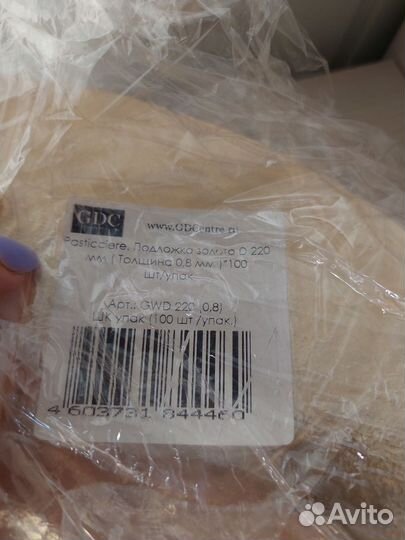 GDC
www.GDCentre.ru
Pasticciere. Подложка золото D 220
мм ( Толщина 0,8 мм )*100
шт/упак
Арт.: GWD 220 (0,8)
ШК упак (100 шт /упак.)
4 603731 844460
Avito